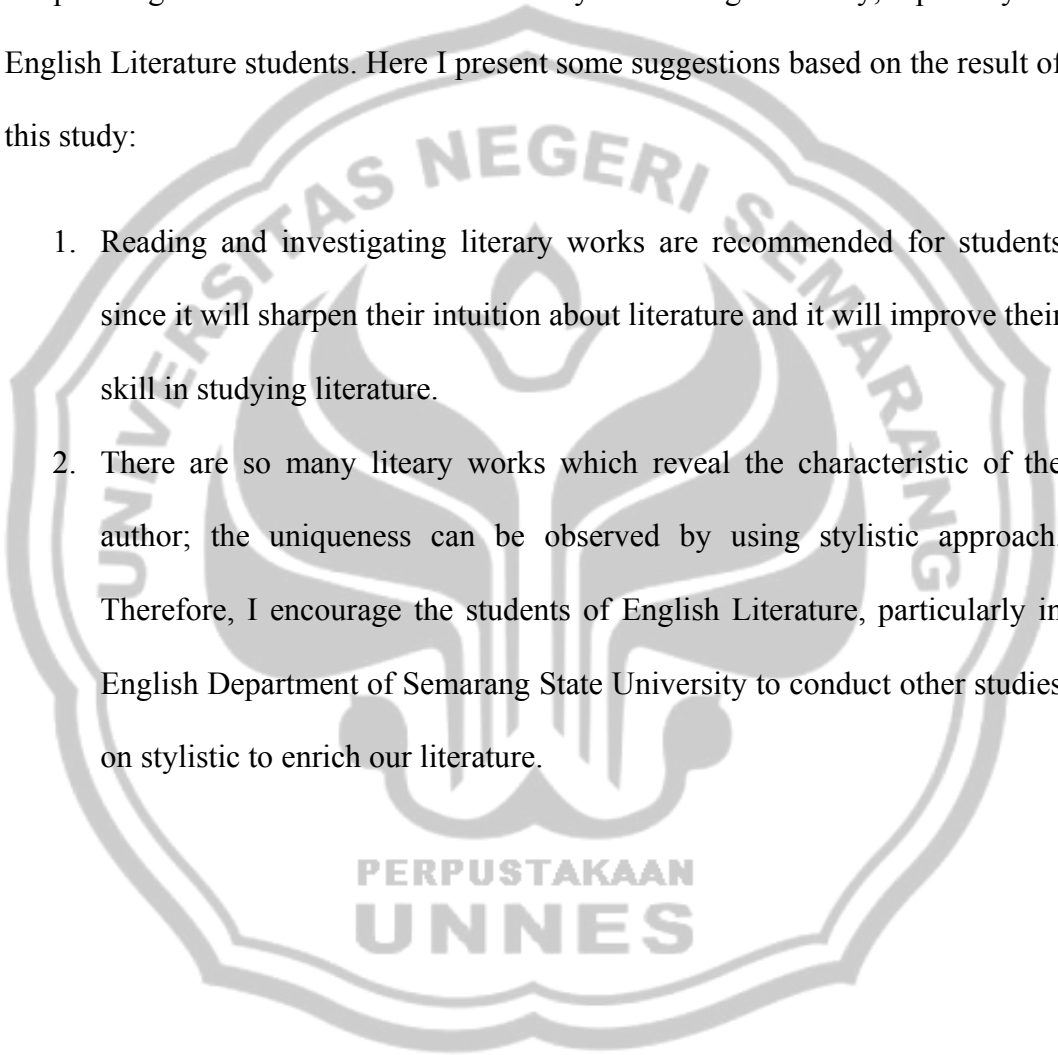 English Literature students. Here I present some suggestions based on the result of
this study:
1. Reading and investigating literary works are recommended for students
since it will sharpen their intuition about literature and it will improve their
skill in studying literature.
2. There are so many liteary works which reveal the characteristic of the
author; the uniqueness can be observed by using stylistic approach.
Therefore, I encourage the students of English Literature, particularly in
English Department of Semarang State University to conduct other studies
on stylistic to enrich our literature.
UNIVERSITAS NEGERI SEMARANG
PERPUSTAKAAN
UNNES